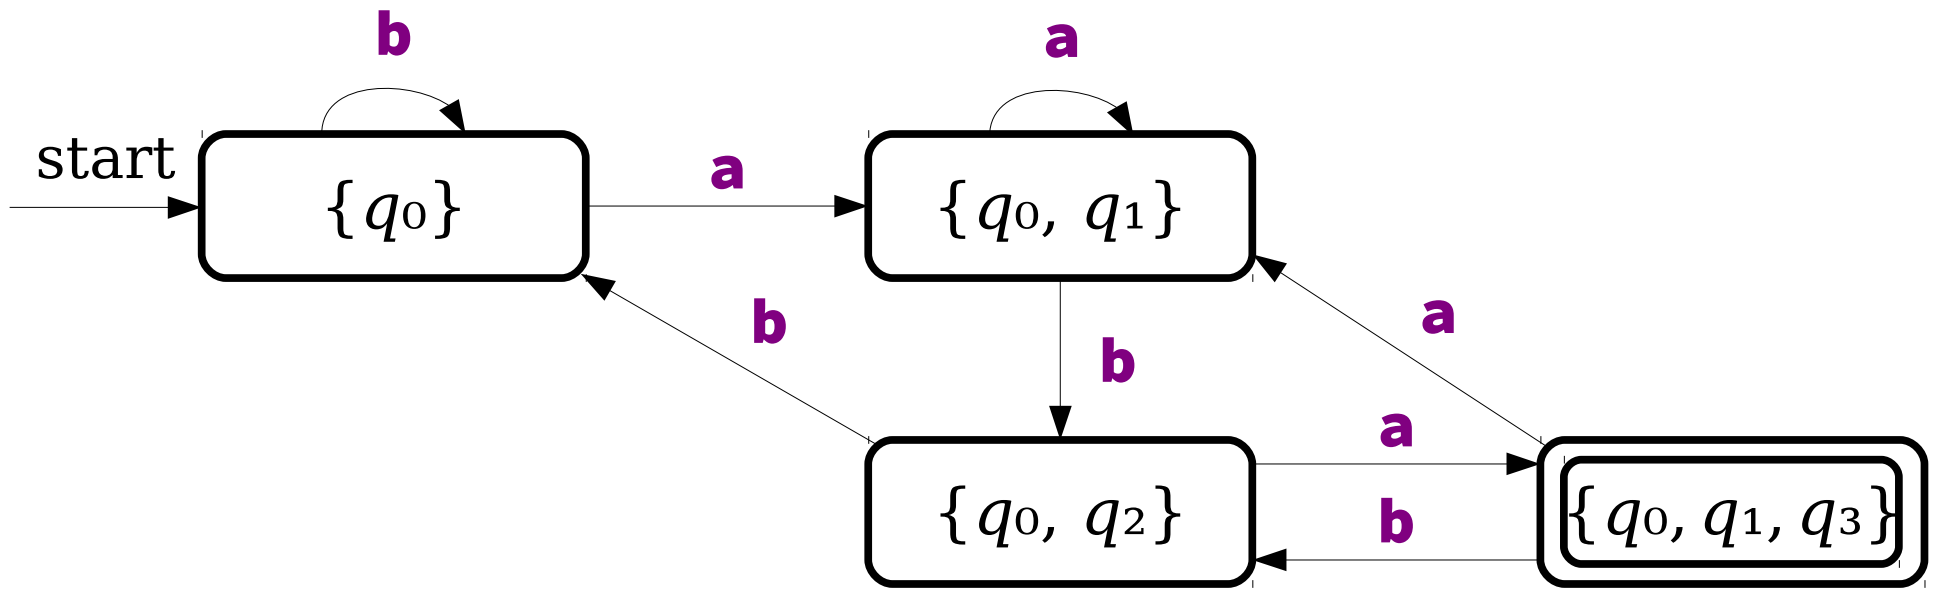 b
a
start
a
{q₀}
{q₀, q₁}
b
a
b
a
{q₀, q₂}
b
{q₀, q₁, q₃}